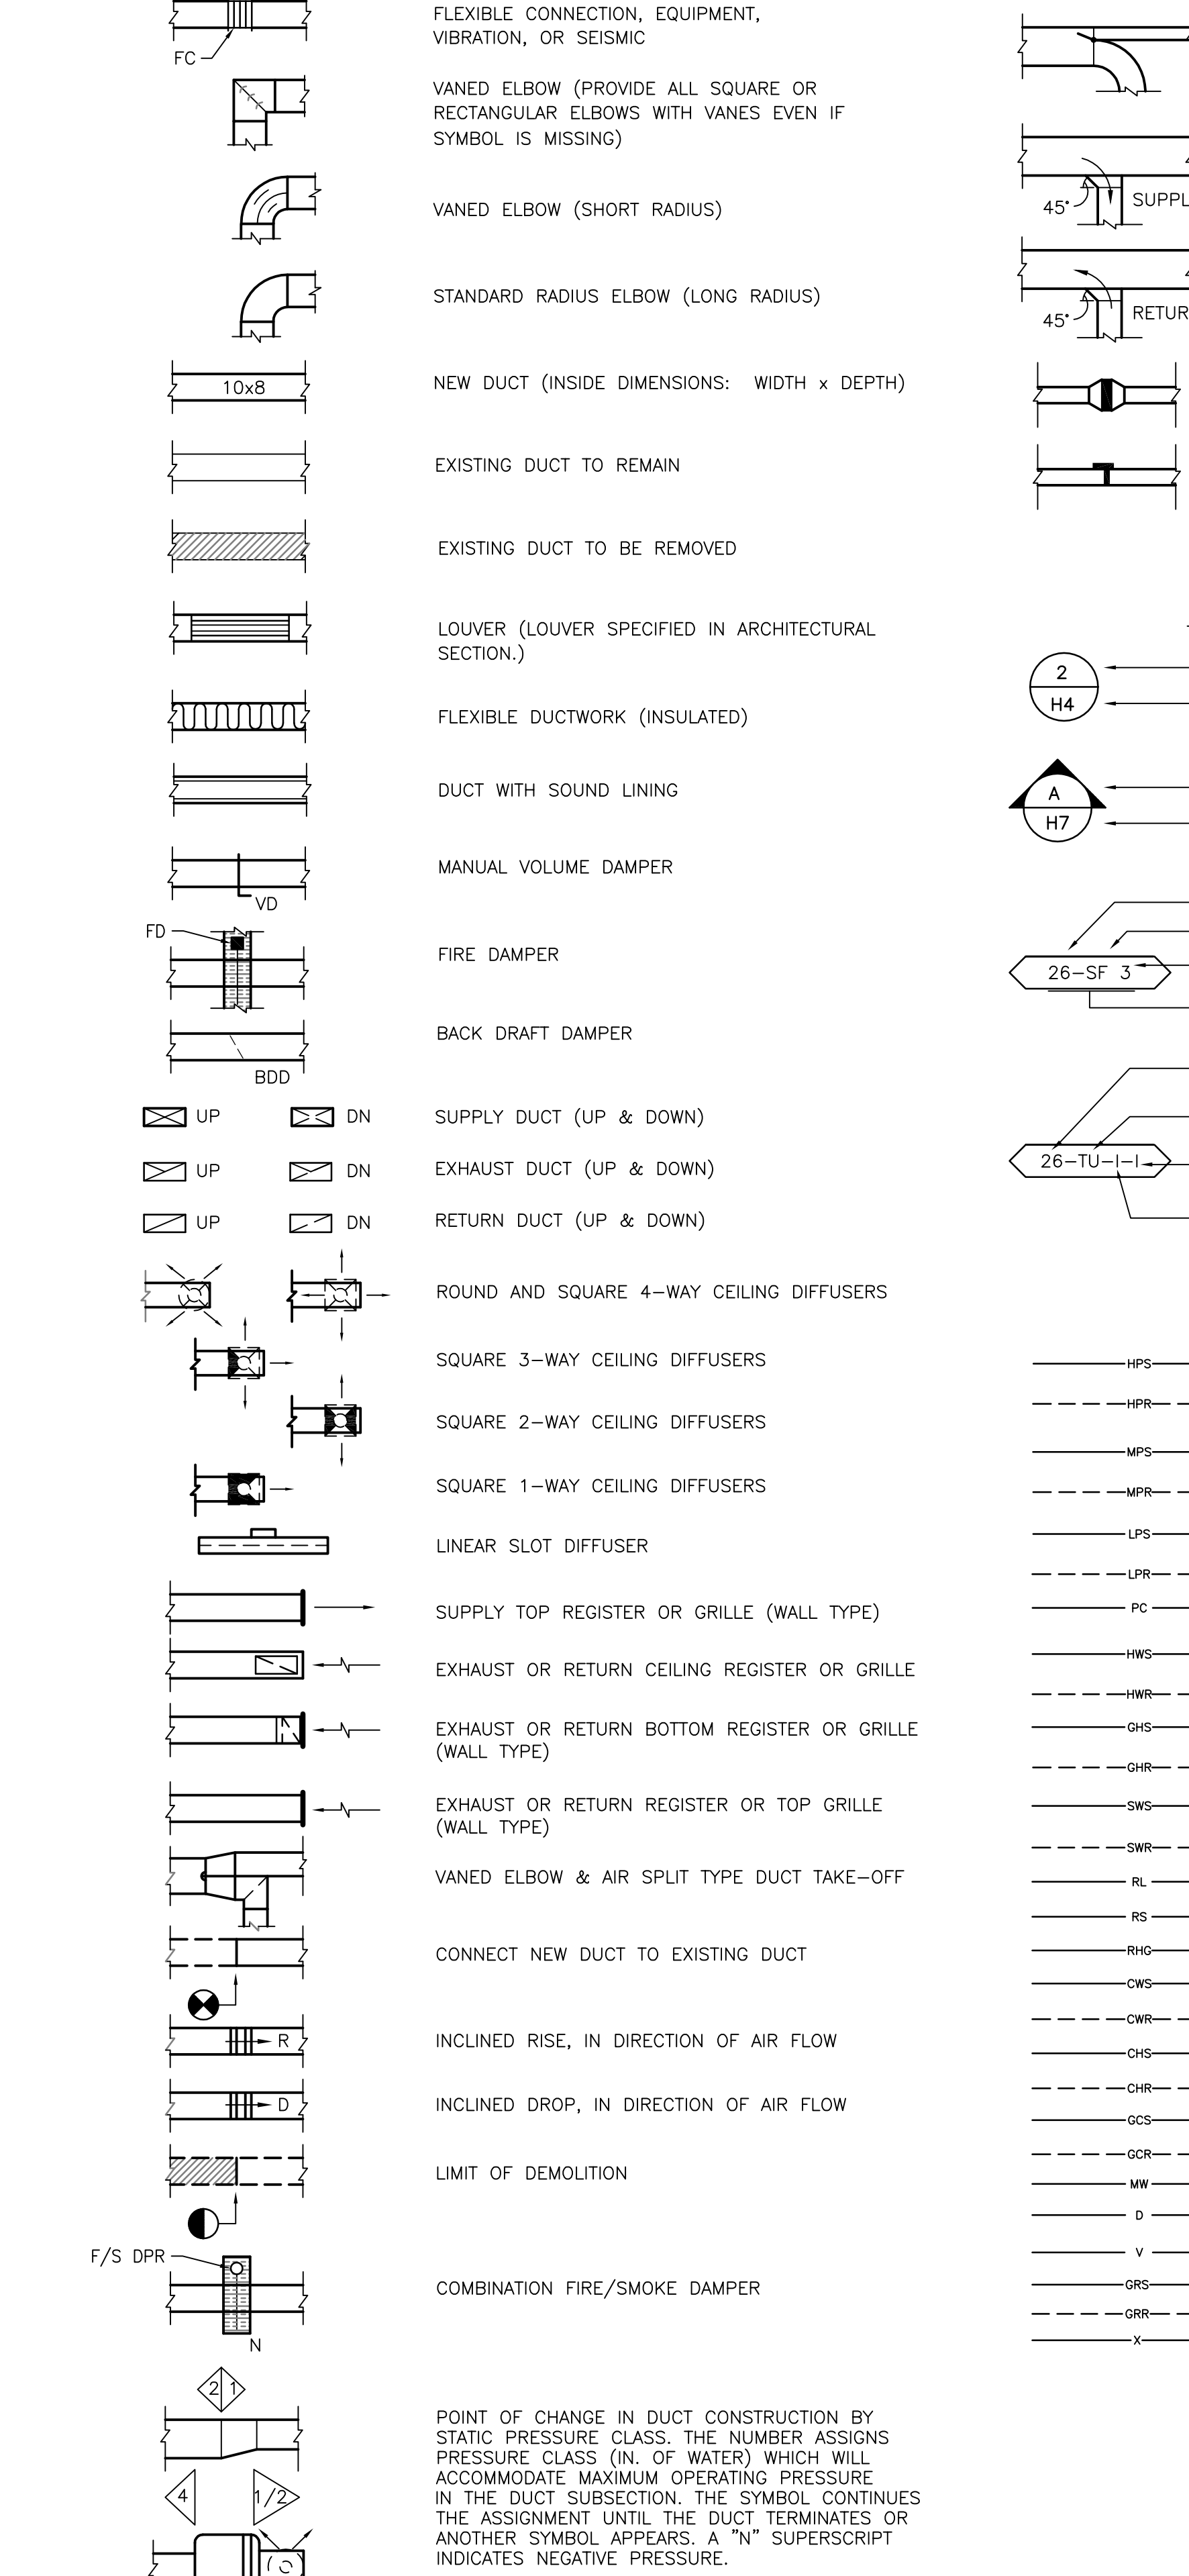 FLEXIBLE CONNECTION, EQUIPMENT,
VIBRATION, OR SEISMIC
FC
VANED ELBOW (PROVIDE ALL SQUARE OR
RECTANGULAR ELBOWS WITH VANES EVEN IF
SYMBOL IS MISSING)
VANED ELBOW (SHORT RADIUS)
STANDARD RADIUS ELBOW (LONG RADIUS)
10x8
NEW DUCT (INSIDE DIMENSIONS: WIDTH x DEPTH)
EXISTING DUCT TO REMAIN
EXISTING DUCT TO BE REMOVED
LOUVER (LOUVER SPECIFIED IN ARCHITECTURAL
SECTION.)
FLEXIBLE DUCTWORK (INSULATED)
DUCT WITH SOUND LINING
MANUAL VOLUME DAMPER
VD
FD
FIRE DAMPER
BACK DRAFT DAMPER
BDD
UP DN SUPPLY DUCT (UP & DOWN)
UP DN EXHAUST DUCT (UP & DOWN)
UP DN RETURN DUCT (UP & DOWN)
ROUND AND SQUARE 4-WAY CEILING DIFFUSERS
SQUARE 3-WAY CEILING DIFFUSERS
SQUARE 2-WAY CEILING DIFFUSERS
SQUARE 1-WAY CEILING DIFFUSERS
LINEAR SLOT DIFFUSER
SUPPLY TOP REGISTER OR GRILLE (WALL TYPE)
EXHAUST OR RETURN CEILING REGISTER OR GRILLE
EXHAUST OR RETURN BOTTOM REGISTER OR GRILLE
(WALL TYPE)
EXHAUST OR RETURN REGISTER OR TOP GRILLE
(WALL TYPE)
VANED ELBOW & AIR SPLIT TYPE DUCT TAKE-OFF
CONNECT NEW DUCT TO EXISTING DUCT
R
INCLINED RISE, IN DIRECTION OF AIR FLOW
D
INCLINED DROP, IN DIRECTION OF AIR FLOW
LIMIT OF DEMOLITION
F/S DPR
COMBINATION FIRE/SMOKE DAMPER
N
2 1
POINT OF CHANGE IN DUCT CONSTRUCTION BY
STATIC PRESSURE CLASS. THE NUMBER ASSIGNS
PRESSURE CLASS (IN. OF WATER) WHICH WILL
ACCOMMODATE MAXIMUM OPERATING PRESSURE
IN THE DUCT SUBSECTION. THE SYMBOL CONTINUES
THE ASSIGNMENT UNTIL THE DUCT TERMINATES OR
ANOTHER SYMBOL APPEARS. A "N" SUPERSCRIPT
INDICATES NEGATIVE PRESSURE.
4
1/2
45° SUPPL
45° RETUR
2
H4
A
H7
26-SF 3
26-TU-1-1
HPS
HPR
MPS
MPR
LPS
LPR
PC
HWS
HWR
GHS
GHR
SWS
SWR
RL
RS
RHG
CWS
CWR
CHS
CHR
GCS
GCR
MW
D
V
GRS
GRR
X